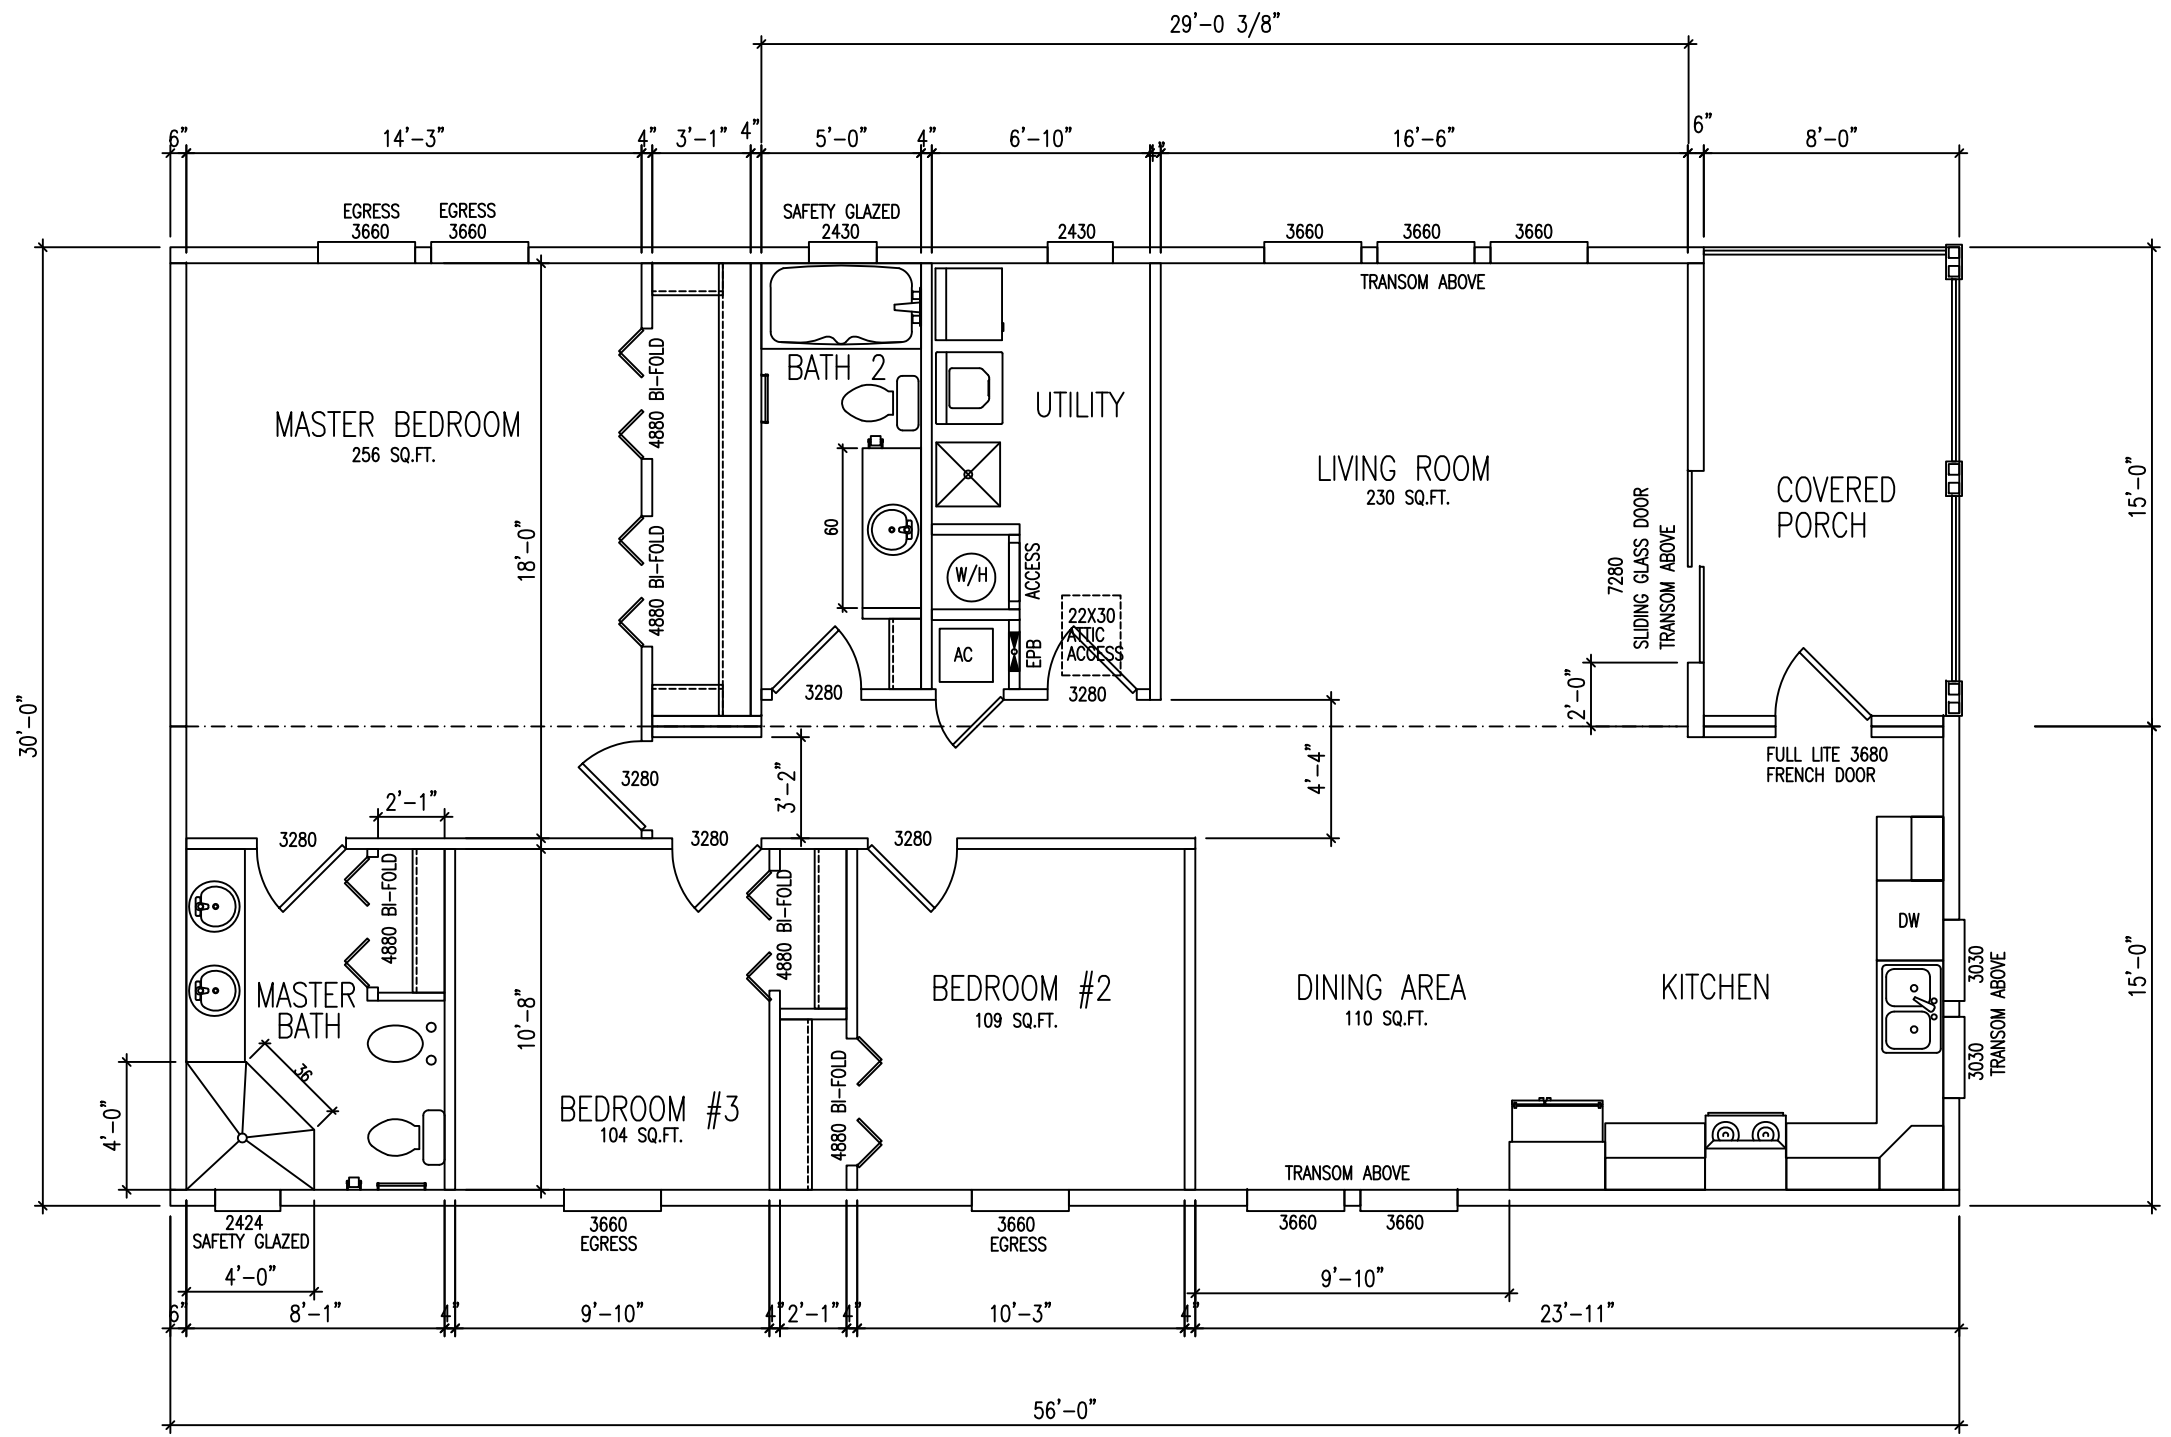 29'-0 3/8"
6"
14'-3"
4"
3'-1"
4"
5'-0"
4"
6'-10"
16'-6"
6"
8'-0"
EGRESS
3660
EGRESS
3660
SAFETY GLAZED
2430
2430
3660
3660
3660
TRANSOM ABOVE
MASTER BEDROOM
256 SQ.FT.
4880 BI-FOLD
4880 BI-FOLD
18'-0"
BATH 2
60
UTILITY
W/H
ACCESS
AC
EPB
22X30
ATTIC
ACCESS
3280
3280
LIVING ROOM
230 SQ.FT.
7280
SLIDING GLASS DOOR
TRANSOM ABOVE
COVERED
PORCH
2'-0"
15'-0"
30'-0"
FULL LITE 3680
FRENCH DOOR
3280
3'-2"
4'-4"
2'-1"
3280
3280
3280
4880 BI-FOLD
4880 BI-FOLD
DW
3030
3030
TRANSOM ABOVE
15'-0"
MASTER
BATH
36
4'-0"
10'-8"
BEDROOM #3
104 SQ.FT.
4880 BI-FOLD
BEDROOM #2
109 SQ.FT.
DINING AREA
110 SQ.FT.
KITCHEN
TRANSOM ABOVE
2424
SAFETY GLAZED
3660
EGRESS
3660
EGRESS
3660
3660
4'-0"
9'-10"
6"
8'-1"
4"
9'-10"
4"
2'-1"
4"
10'-3"
4"
23'-11"
56'-0"